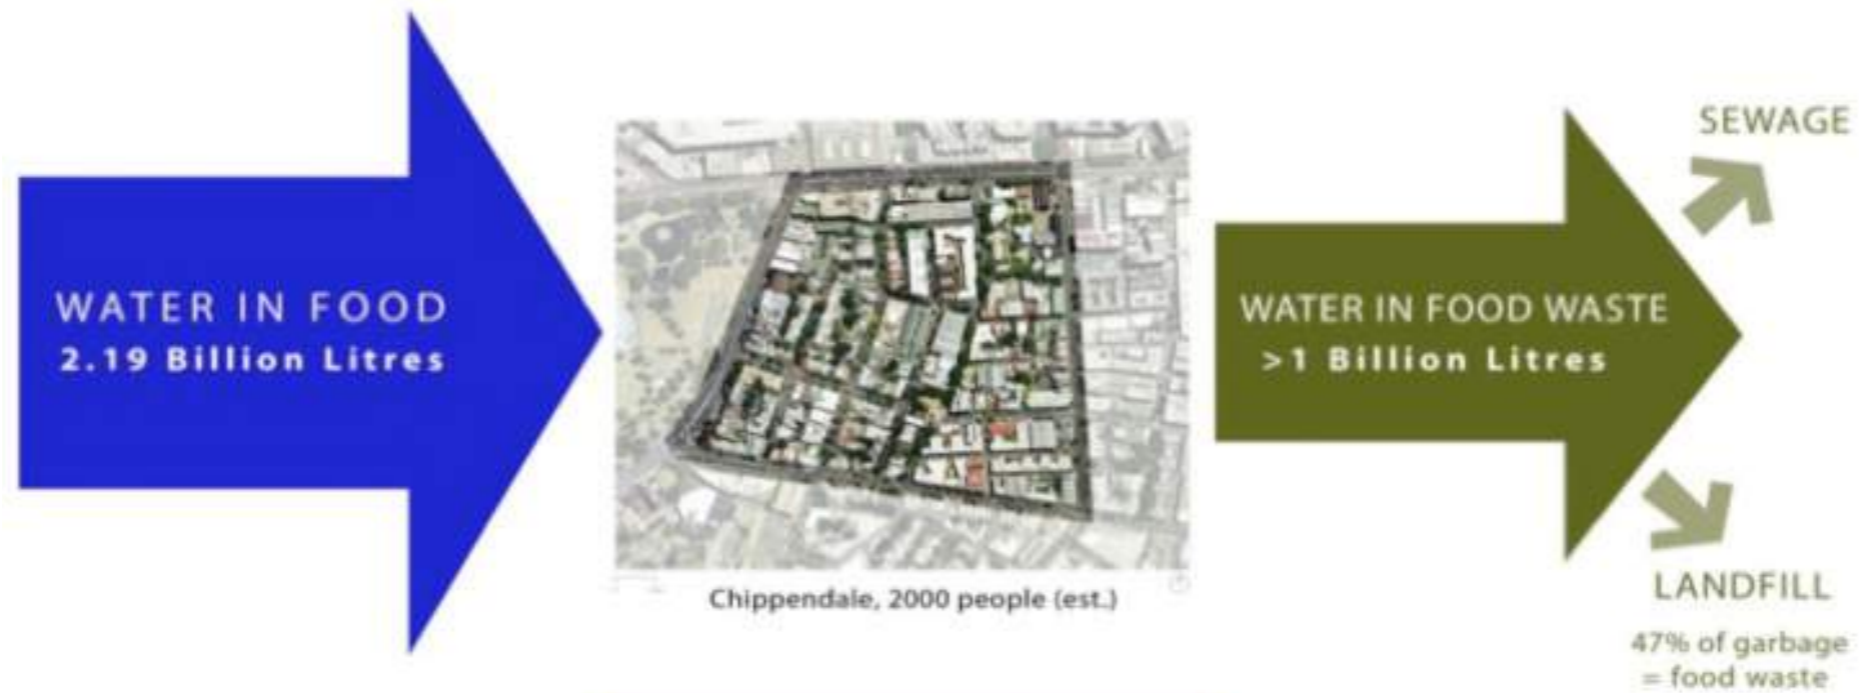 WATER IN FOOD
2.19 Billion Litres
Chippendale, 2000 people (est.)
WATER IN FOOD WASTE
>1 Billion Litres
SEWAGE
LANDFILL
47% of garbage
= food waste